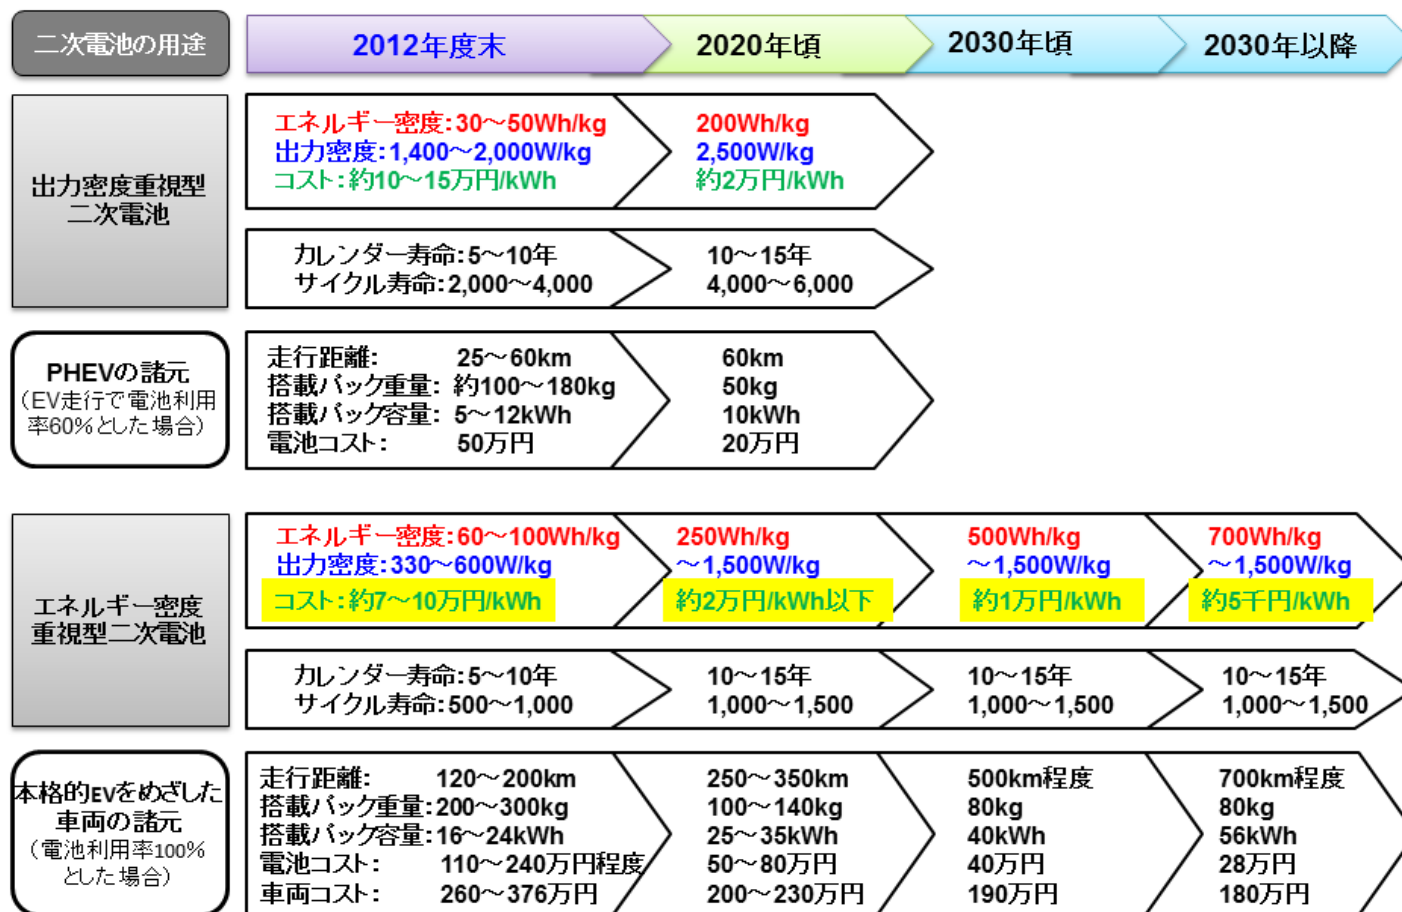 二次電池の用途
2012年度末
2020年頃
2030年頃
2030年以降
出力密度重視型
二次電池
エネルギー密度:30～50Wh/kg
出力密度:1,400～2,000W/kg
コスト:約10～15万円/kWh
200Wh/kg
2,500W/kg
約2万円/kWh
カレンダー寿命:5～10年
サイクル寿命:2,000～4,000
10～15年
4,000～6,000
PHEVの諸元
(EV走行で電池利用
率60%とした場合)
走行距離: 25～60km
搭載パック重量: 約100～180kg
搭載パック容量: 5～12kWh
電池コスト: 50万円
60km
50kg
10kWh
20万円
エネルギー密度
重視型二次電池
エネルギー密度:60～100Wh/kg
出力密度:330～600W/kg
コスト:約7～10万円/kWh
250Wh/kg
～1,500W/kg
約2万円/kWh以下
500Wh/kg
～1,500W/kg
約1万円/kWh
700Wh/kg
～1,500W/kg
約5千円/kWh
カレンダー寿命:5～10年
サイクル寿命:500～1,000
10～15年
1,000～1,500
10～15年
1,000～1,500
10～15年
1,000～1,500
本格的EVをめざした
車両の諸元
(電池利用率100%
とした場合)
走行距離: 120～200km
搭載パック重量:200～300kg
搭載パック容量:16～24kWh
電池コスト: 110～240万円程度
車両コスト: 260～376万円
250～350km
100～140kg
25～35kWh
50～80万円
200～230万円
500km程度
80kg
40kWh
40万円
190万円
700km程度
80kg
56kWh
28万円
180万円